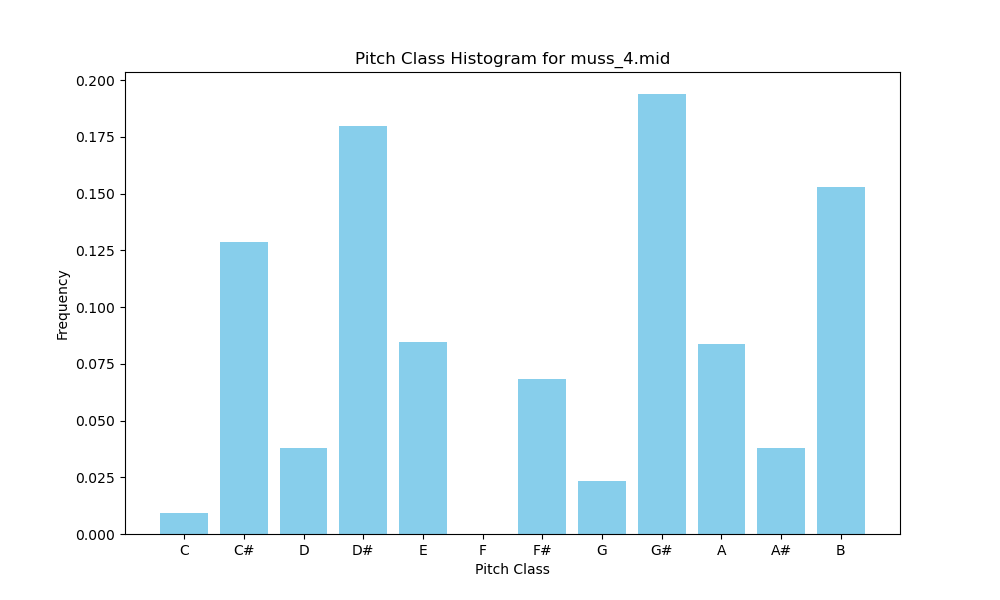 Pitch Class Histogram for muss_4.mid
Frequency
0.200
0.175
0.150
0.125
0.100
0.075
0.050
0.025
0.000
C C# D D# E F F# G G# A A# B
Pitch Class